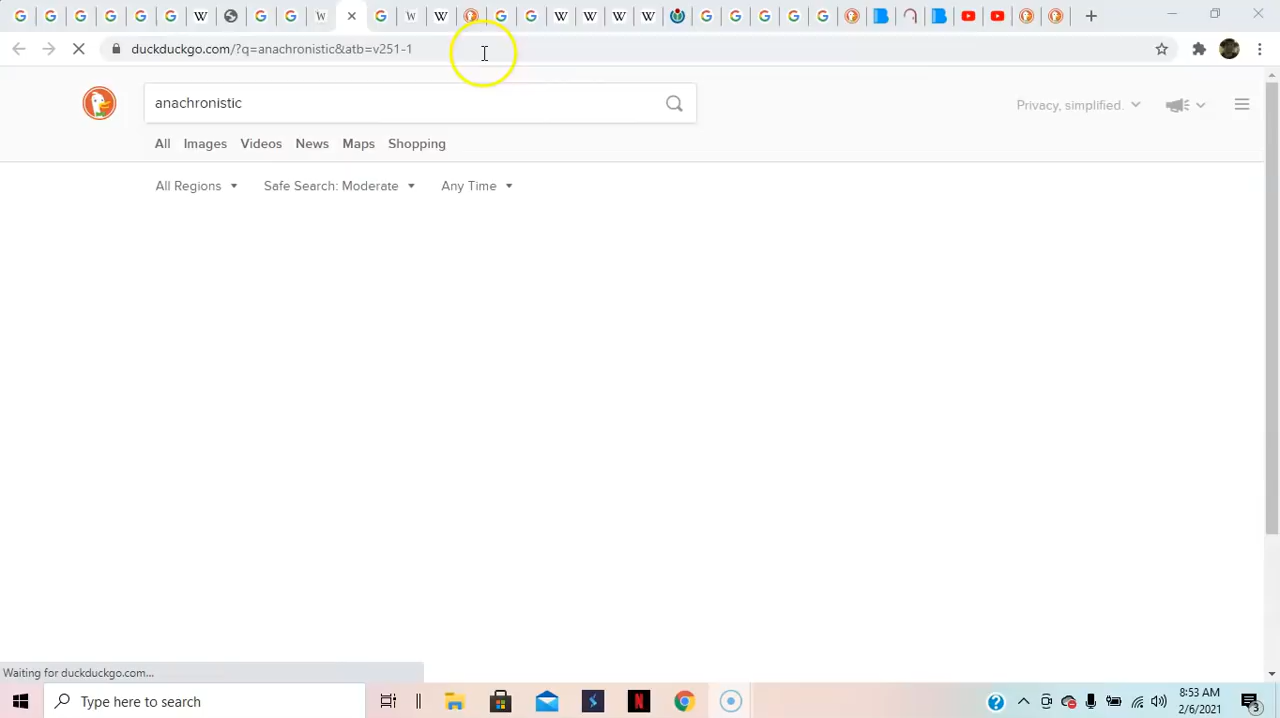 duckduckgo.com/?q=anachronistic&atb=v251-1
anachronistic
Privacy, simplified.
All Images Videos News Maps Shopping
All Regions Safe Search: Moderate Any Time
Waiting for duckduckgo.com...
Type here to search
8:53 AM
2/6/2021
3